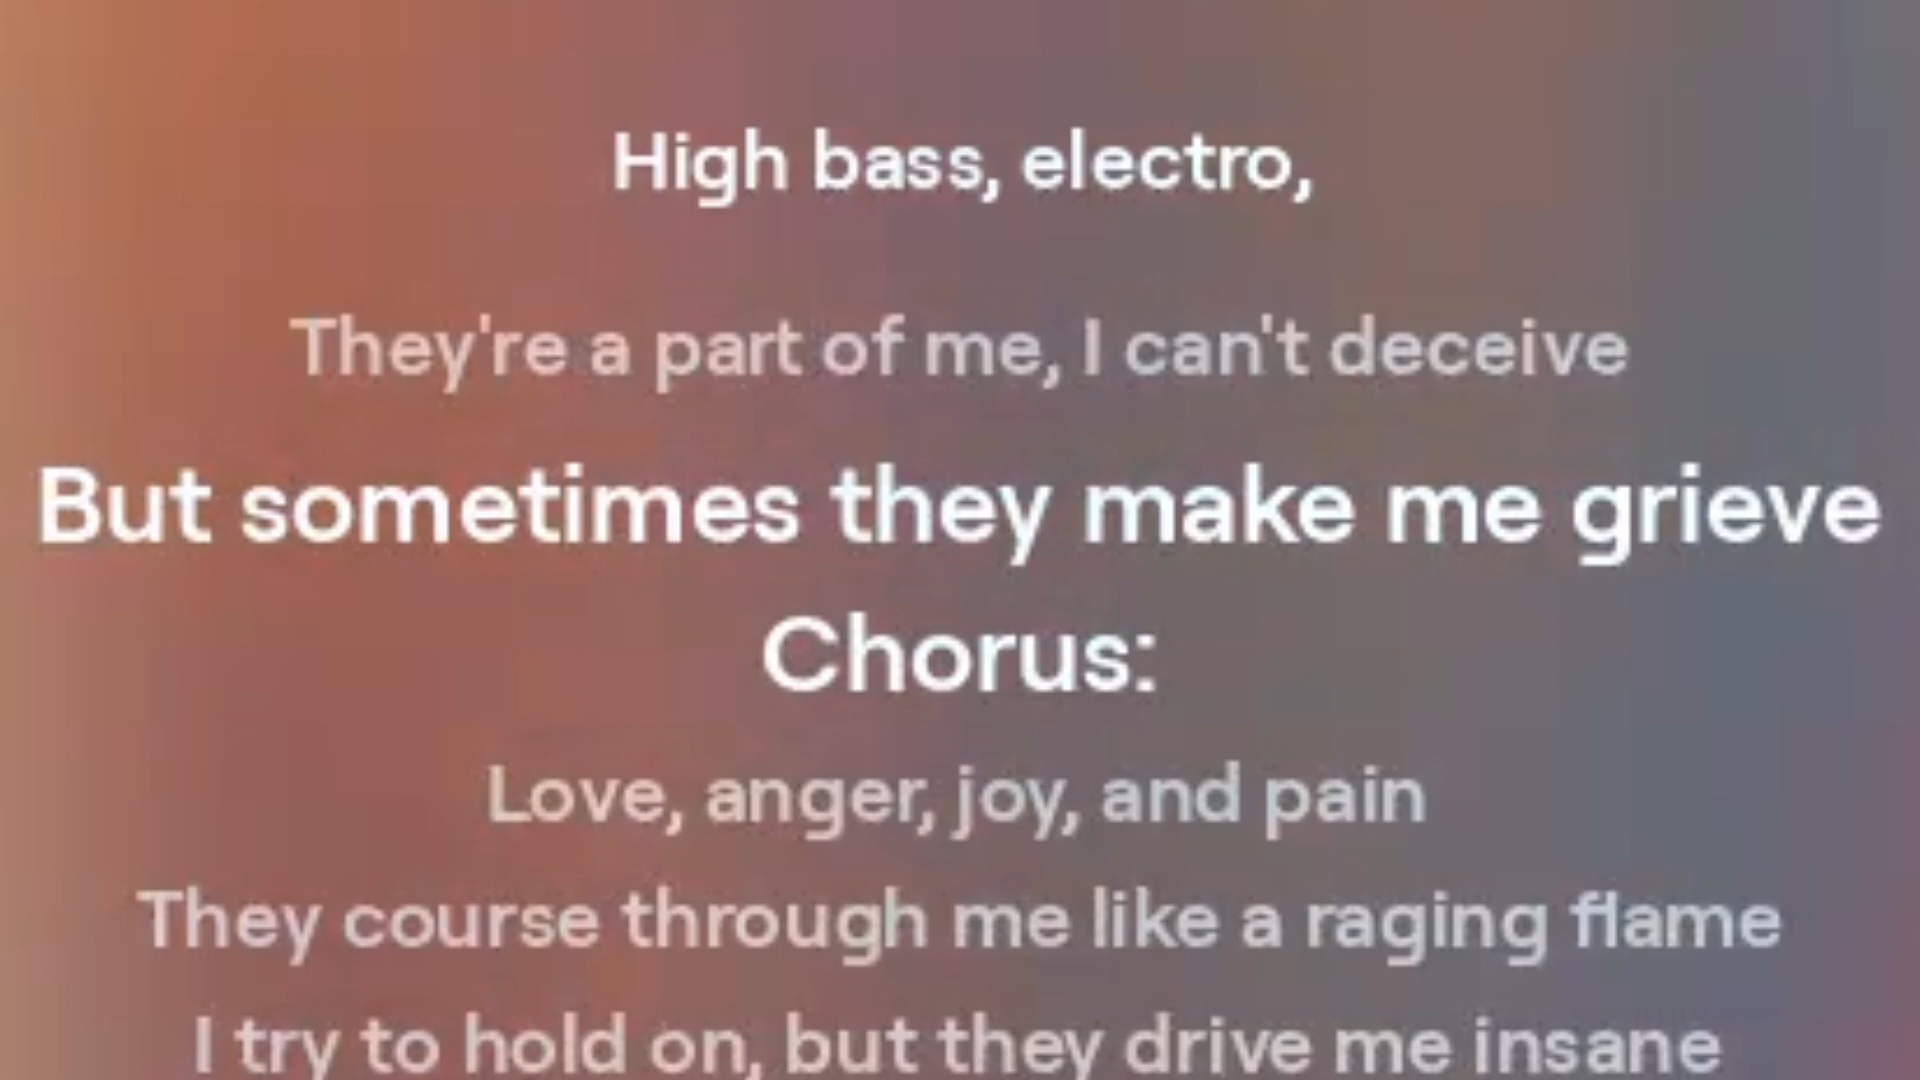 High bass, electro,
They're a part of me, I can't deceive
But sometimes they make me grieve
Chorus:
Love, anger, joy, and pain
They course through me like a raging flame
I try to hold on, but they drive me insane